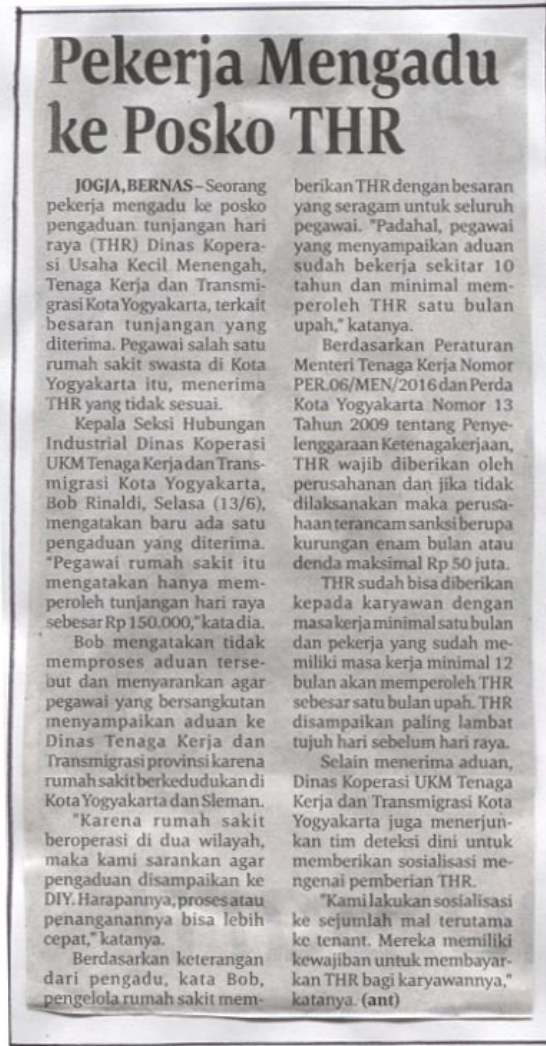 Pekerja Mengadu
ke Posko THR
JOGJA, BERNAS – Seorang
pekerja mengadu ke posko
pengaduan tunjangan hari
raya (THR) Dinas Kopera-
si Usaha Kecil Menengah,
Tenaga Kerja dan Transmi-
grasi Kota Yogyakarta, terkait
besaran tunjangan yang
diterima. Pegawai salah satu
rumah sakit swasta di Kota
Yogyakarta itu, menerima
THR yang tidak sesuai.
Kepala Seksi Hubungan
Industrial Dinas Koperasi
UKM Tenaga Kerja dan Trans-
migrasi Kota Yogyakarta,
Bob Rinaldi, Selasa (13/6),
mengatakan baru ada satu
pengaduan yang diterima.
"Pegawai rumah sakit itu
mengatakan hanya mem-
peroleh tunjangan hari raya
sebesar Rp 150.000," kata dia.
Bob mengatakan tidak
memproses aduan terse-
but dan menyarankan agar
pegawai yang bersangkutan
menyampaikan aduan ke
Dinas Tenaga Kerja dan
Transmigrasi provinsi karena
rumah sakit berkedudukan di
Kota Yogyakarta dan Sleman.
"Karena rumah sakit
beroperasi di dua wilayah,
maka kami sarankan agar
pengaduan disampaikan ke
DIY. Harapannya, proses atau
penanganannya bisa lebih
cepat," katanya.
Berdasarkan keterangan
dari pengadu, kata Bob,
pengelola rumah sakit mem-
berikan THR dengan besaran
yang seragam untuk seluruh
pegawai. "Padahal, pegawai
yang menyampaikan aduan
sudah bekerja sekitar 10
tahun dan minimal mem-
peroleh THR satu bulan
upah," katanya.
Berdasarkan Peraturan
Menteri Tenaga Kerja Nomor
PER.06/MEN/2016 dan Perda
Kota Yogyakarta Nomor 13
Tahun 2009 tentang Penye-
lenggaraan Ketenagakerjaan,
THR wajib diberikan oleh
perusahanan dan jika tidak
dilaksanakan maka perusa-
haan terancam sanksi berupa
kurungan enam bulan atau
denda maksimal Rp 50 juta.
THR sudah bisa diberikan
kepada karyawan dengan
masa kerja minimal satu bulan
dan pekerja yang sudah me-
miliki masa kerja minimal 12
bulan akan memperoleh THR
sebesar satu bulan upah. THR
disampaikan paling lambat
tujuh hari sebelum hari raya.
Selain menerima aduan,
Dinas Koperasi UKM Tenaga
Kerja dan Transmigrasi Kota
Yogyakarta juga menerjun-
kan tim deteksi dini untuk
memberikan sosialisasi me-
ngenai pemberian THR.
"Kami lakukan sosialisasi
ke sejumlah mal terutama
ke tenant. Mereka memiliki
kewajiban untuk membayar-
kan THR bagi karyawannya,"
katanya. (ant)